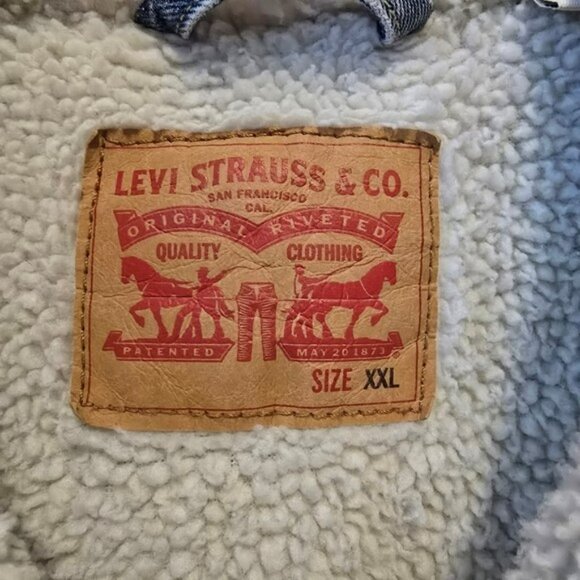 LEVI STRAUSS & CO.
SAN FRANCISCO
CAL.
ORIGINAL RIVETED
QUALITY CLOTHING
PATENTED MAY 20 1873
SIZE XXL